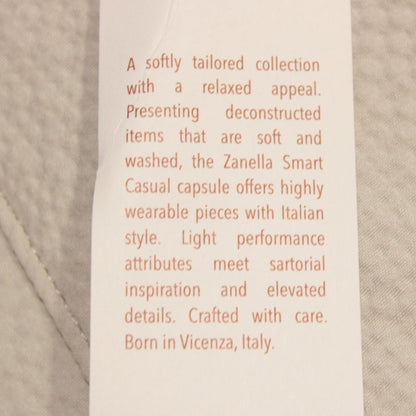 A softly tailored collection
with a relaxed appeal.
Presenting deconstructed
items that are soft and
washed, the Zanella Smart
Casual capsule offers highly
wearable pieces with Italian
style. Light performance
attributes meet sartorial
inspiration and elevated
details. Crafted with care.
Born in Vicenza, Italy.